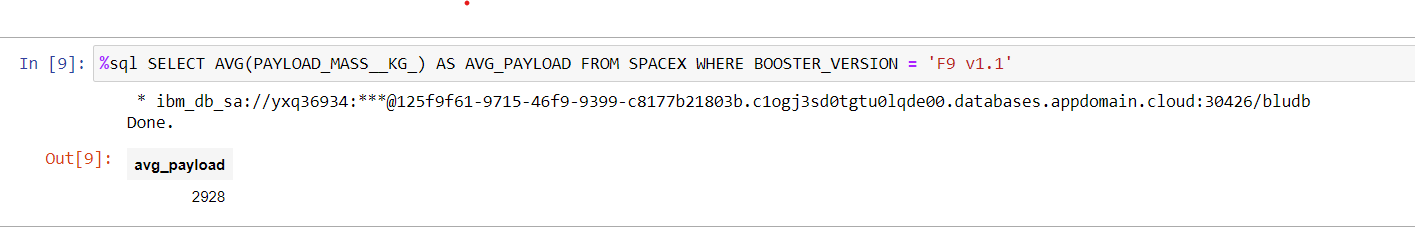 In [9]: %sql SELECT AVG(PAYLOAD_MASS__KG_) AS AVG_PAYLOAD FROM SPACEX WHERE BOOSTER_VERSION = 'F9 v1.1'
* ibm_db_sa://yxq36934:***@125f9f61-9715-46f9-9399-c8177b21803b.c1ogj3sd0tgtu0lqde00.databases.appdomain.cloud:30426/bludb
Done.
Out[9]: avg_payload
2928